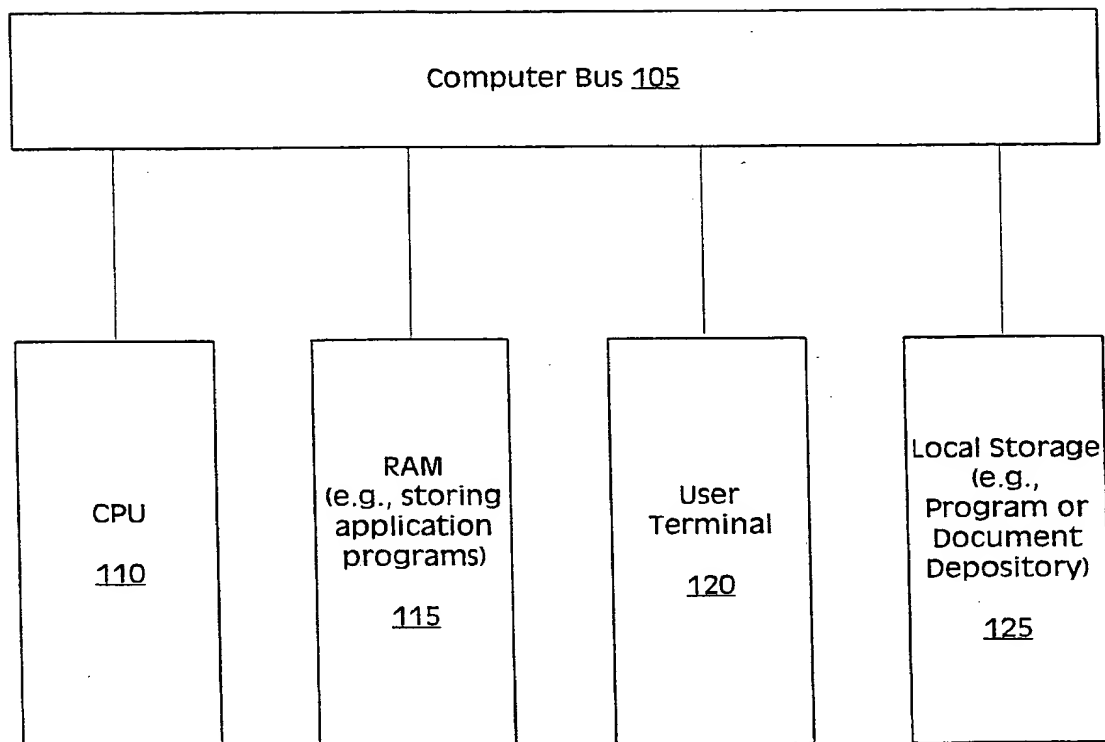 Computer Bus 105
CPU
110
RAM
(e.g., storing
application
programs)
115
User
Terminal
120
Local Storage
(e.g.,
Program or
Document
Depository)
125